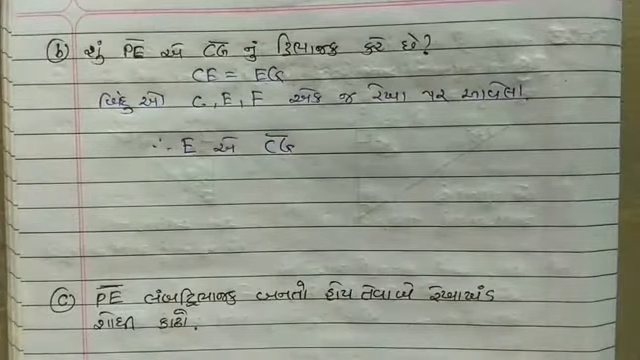 (b) શું PE એ CG નું દ્વિભાજક કરે છે?
CE = EG
બિંદુ ઓ C, E, F એક જ રેખા પર આવેલા.
∴ E એ CG
(c) PE લંબદ્વિભાજક બનતો હોય તેવા બે રેખાખંડ
શોધી કાઢો.